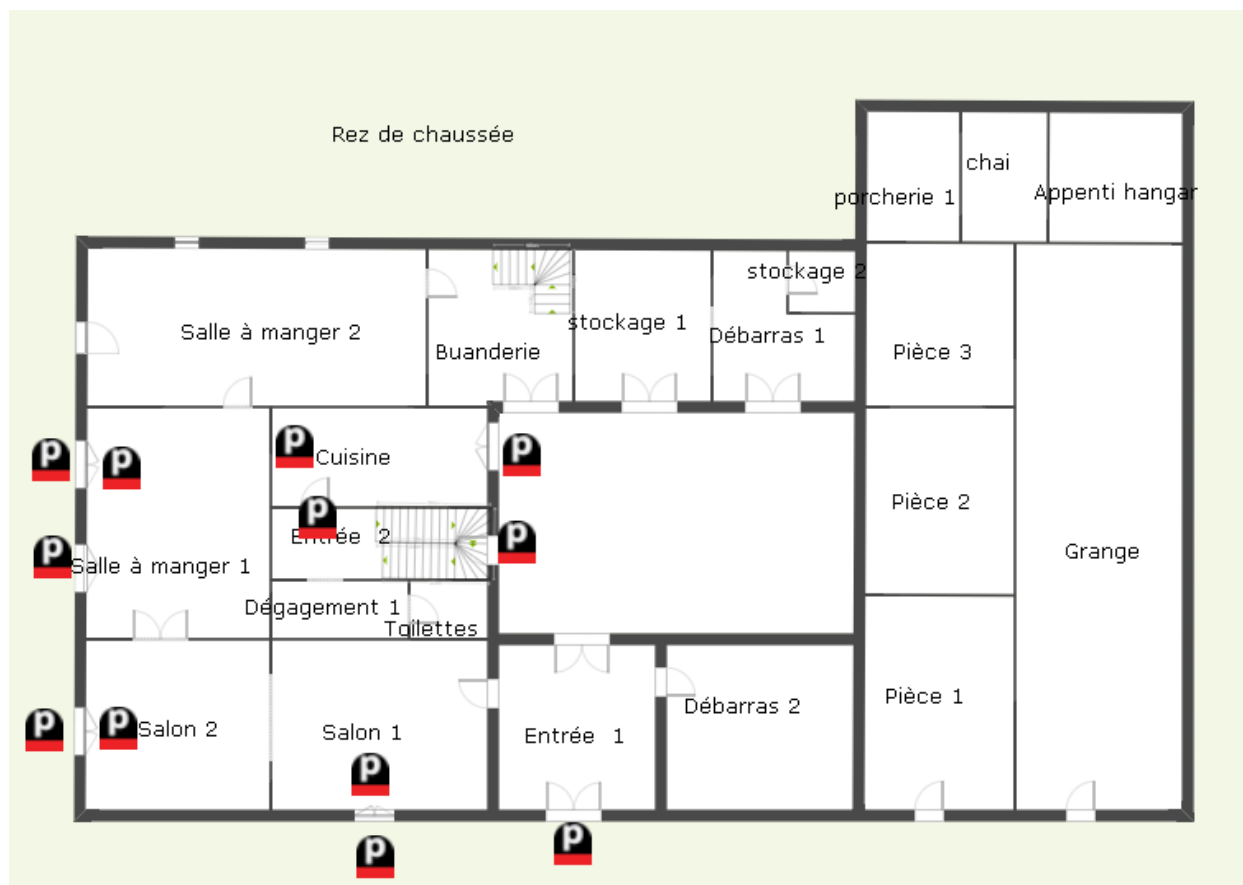 Rez de chaussée
chai
porcherie 1
Appenti hangar
stockage 2
stockage 1
Débarras 1
Salle à manger 2
Buanderie
Pièce 3
p
p
p
p
Cuisine
p
Entrée 2
p
p
Pièce 2
Grange
Salle à manger 1
Dégagement 1
Toilettes
p
p
Salon 2
Salon 1
Entrée 1
Débarras 2
Pièce 1
p
p
p